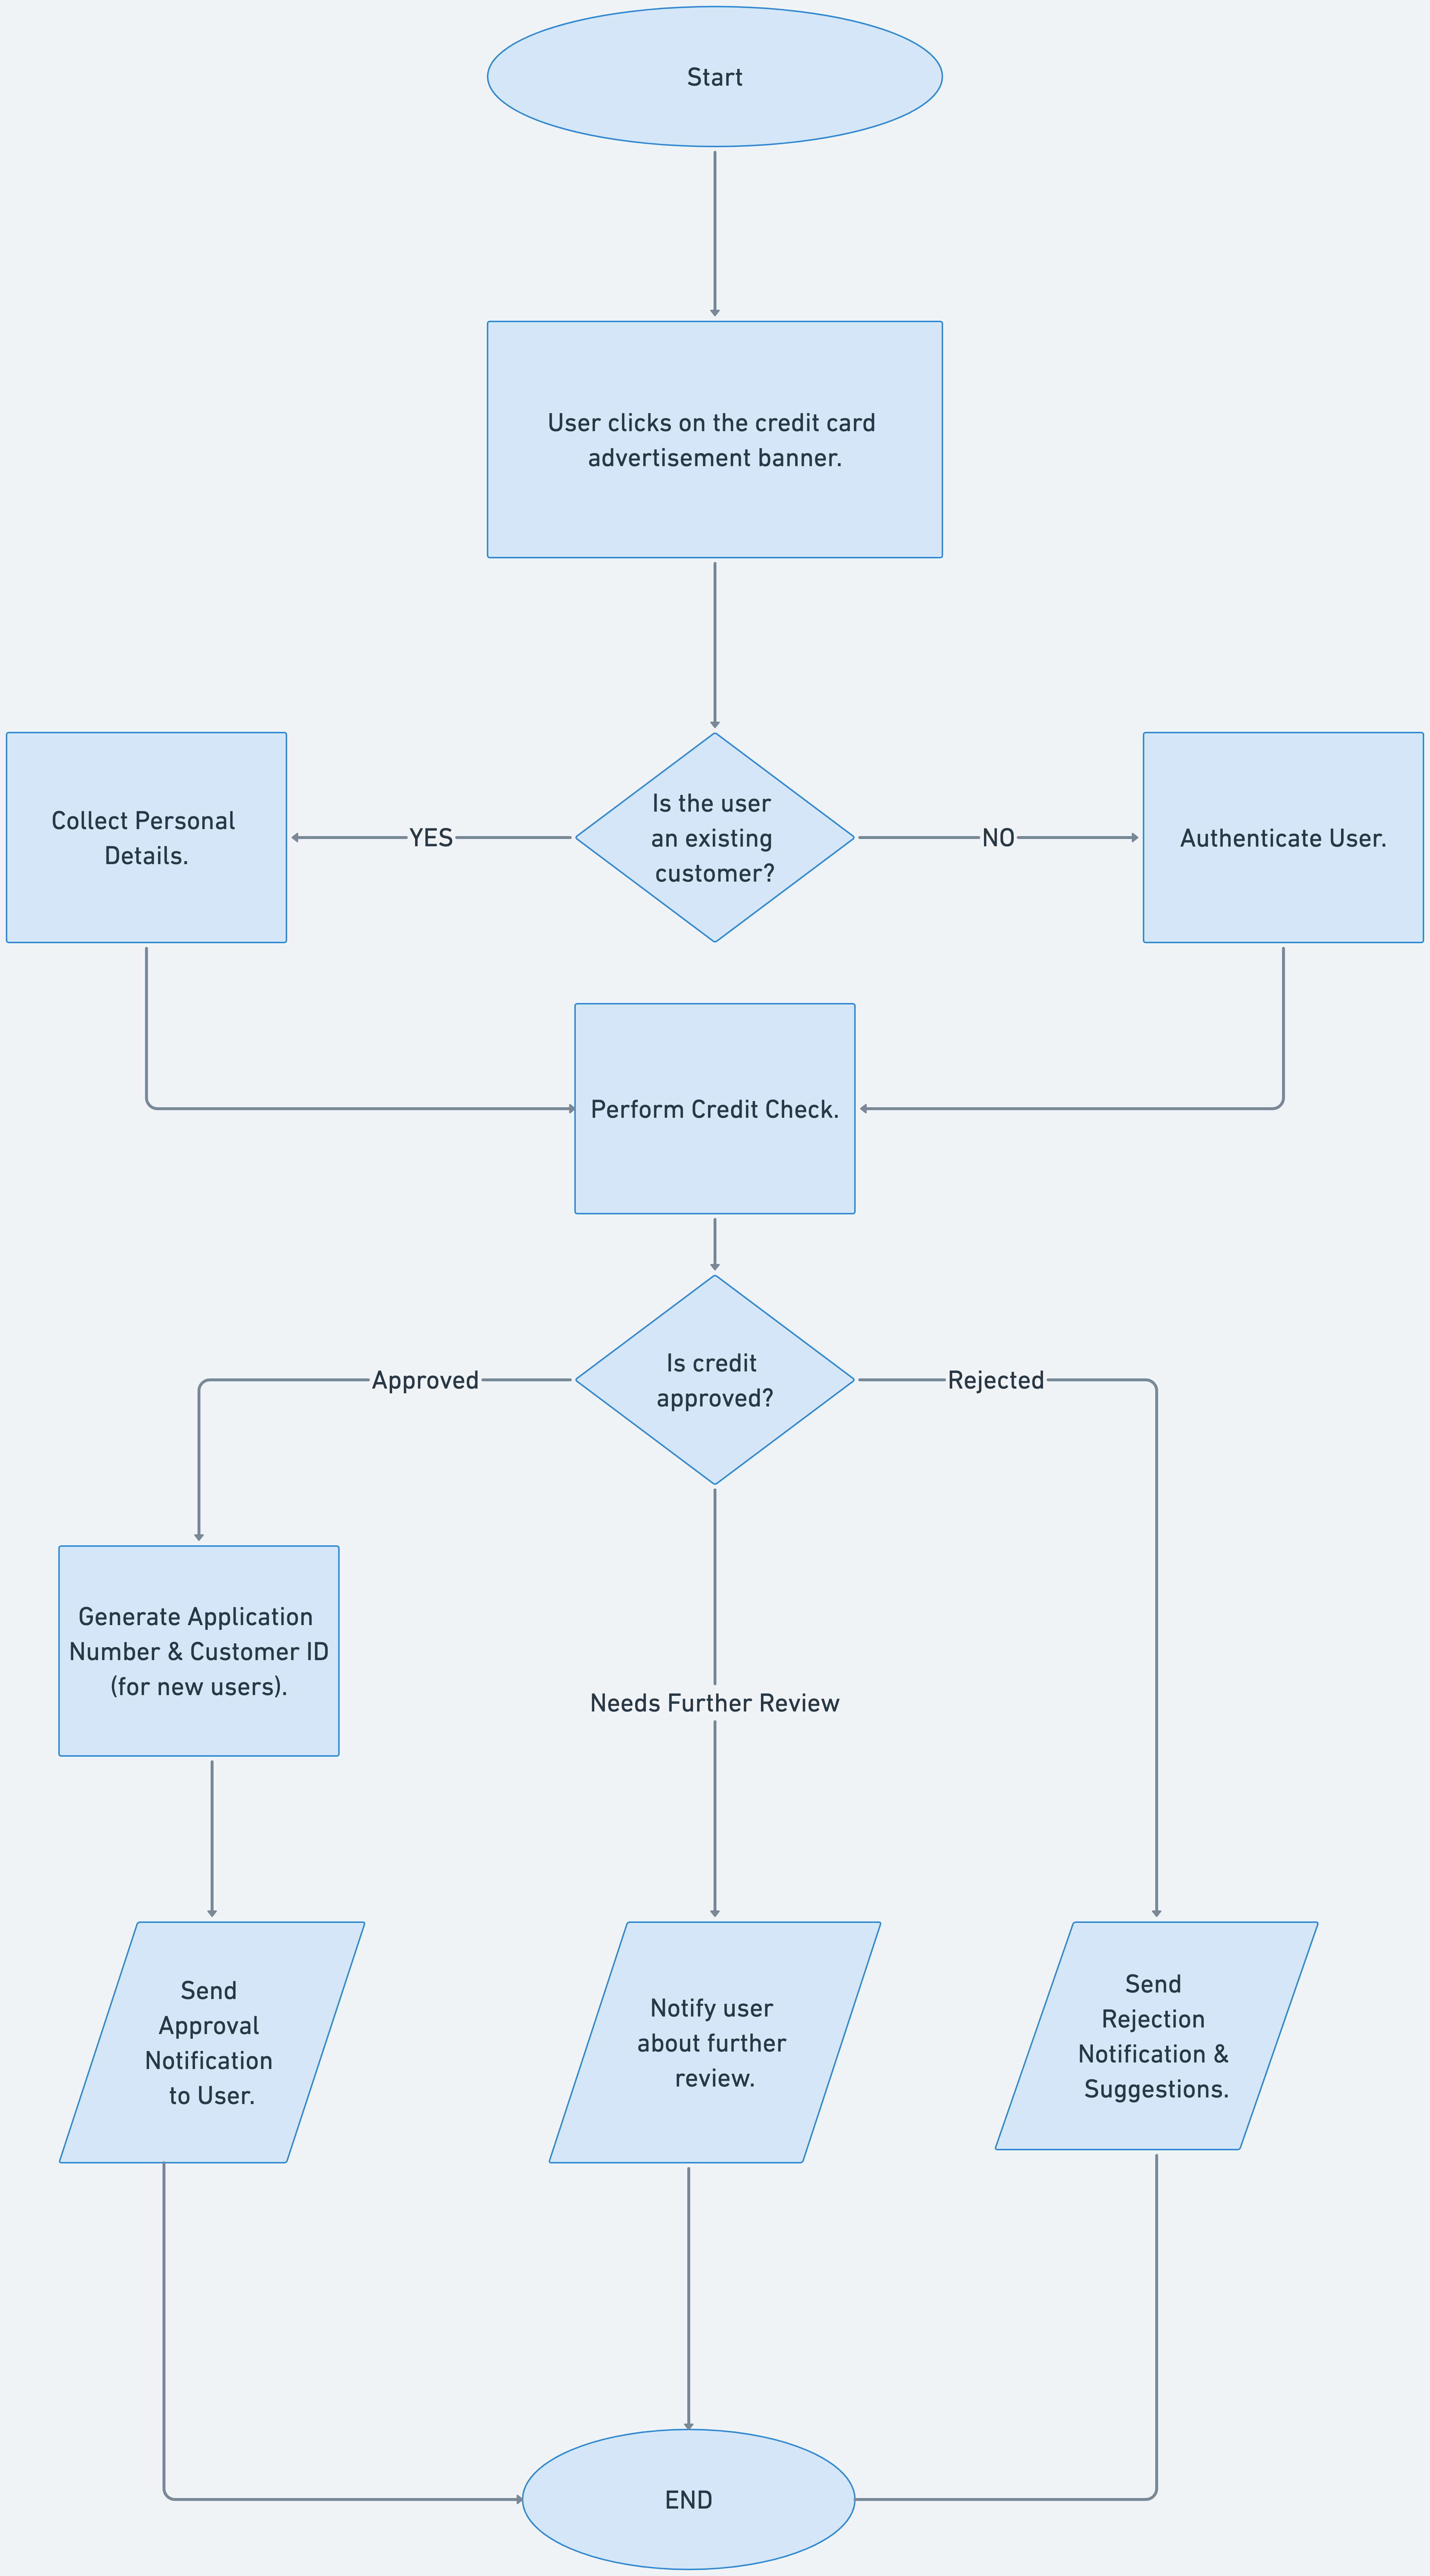 Start
User clicks on the credit card
advertisement banner.
Is the user
an existing
customer?
YES
NO
Collect Personal
Details.
Authenticate User.
Perform Credit Check.
Is credit
approved?
Approved
Rejected
Generate Application
Number & Customer ID
(for new users).
Needs Further Review
Send
Approval
Notification
to User.
Notify user
about further
review.
Send
Rejection
Notification &
Suggestions.
END